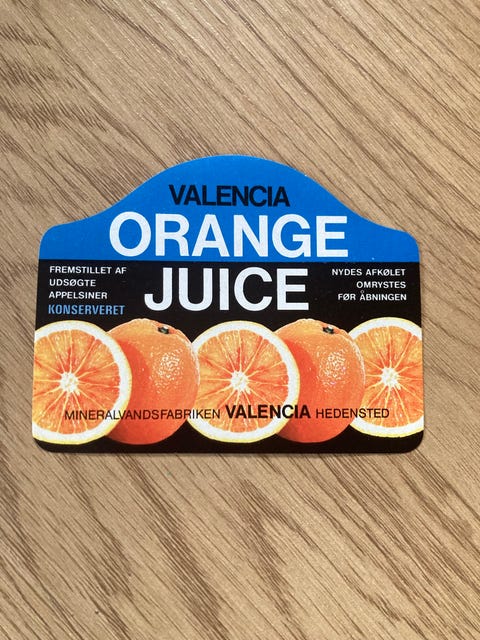 VALENCIA
ORANGE
JUICE
FREMSTILLET AF
UDSØGTE
APPELSINER
KONSERVERET
NYDES AFKØLET
OMRYSTES
FØR ÅBNINGEN
MINERALVANDSFABRIKEN VALENCIA HEDENSTED